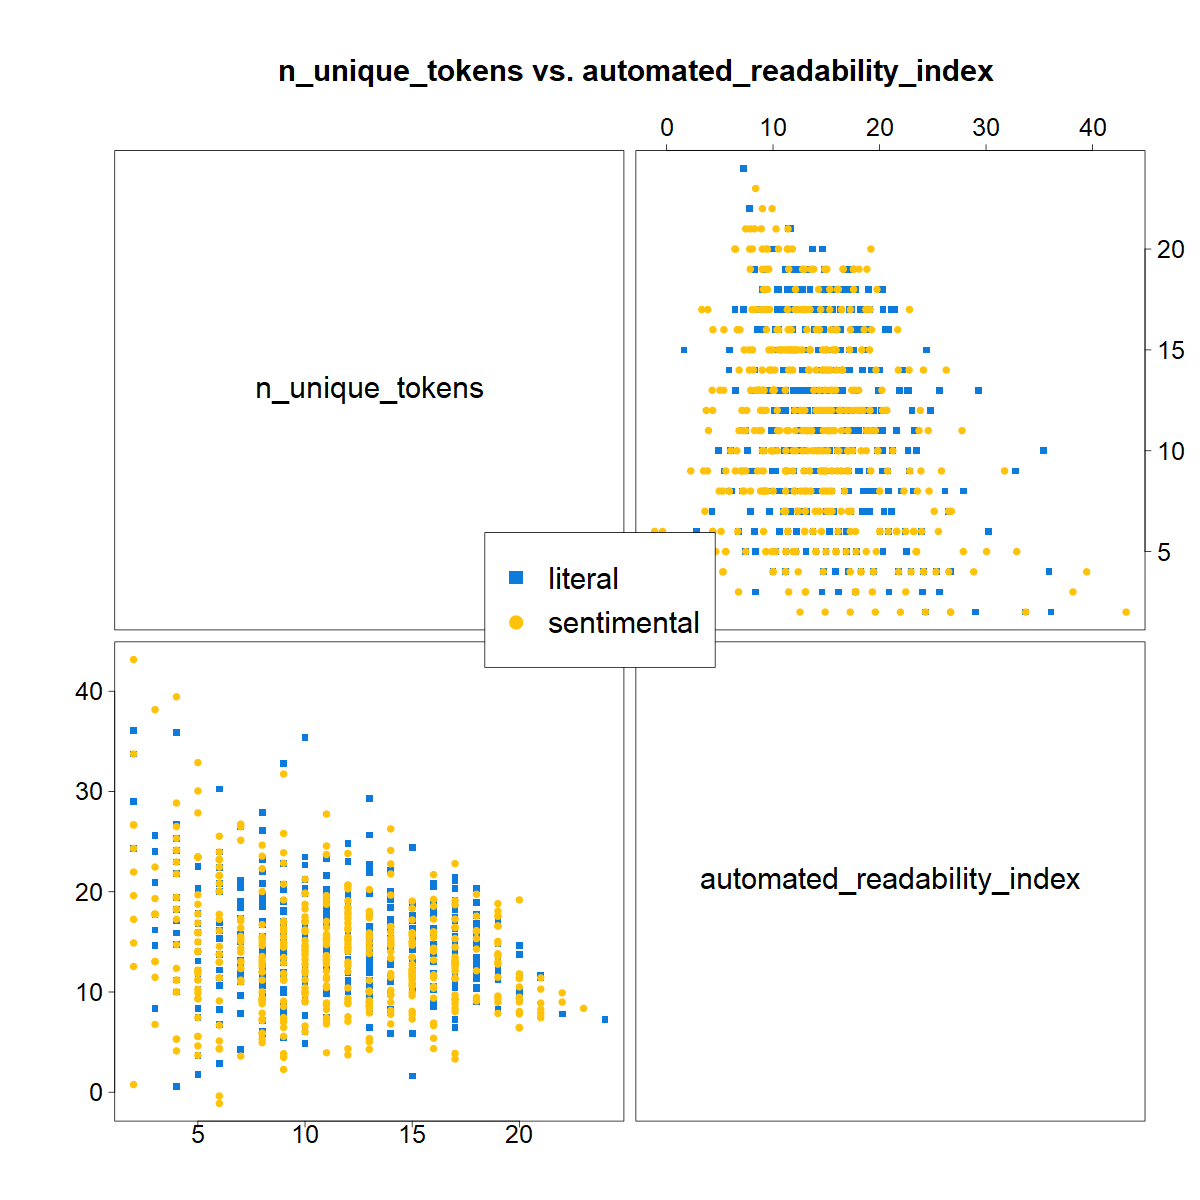 n_unique_tokens vs. automated_readability_index
0 10 20 30 40
n_unique_tokens
20
15
10
5
literal
sentimental
40
30
20
10
0
automated_readability_index
5 10 15 20